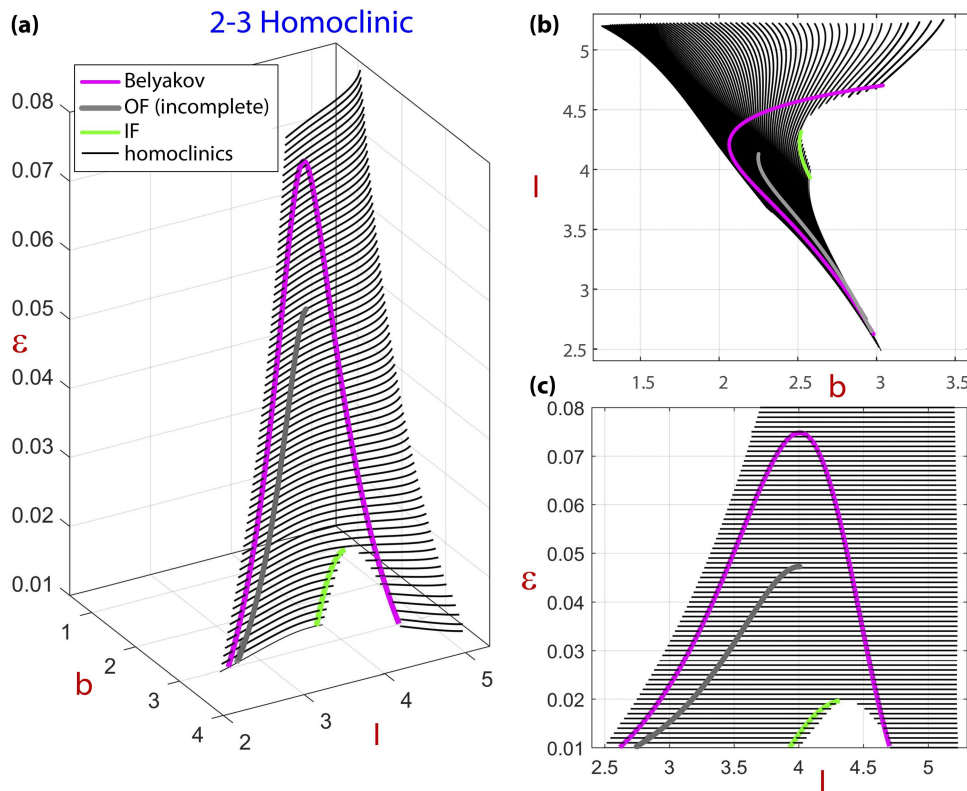 (a)
2-3 Homoclinic
Belyakov
OF (incomplete)
IF
homoclinics
0.08
0.07
0.06
0.05
0.04
0.03
0.02
0.01
ε
1
2
3
4
b
2
3
4
5
I
(b)
5
4.5
4
3.5
3
2.5
I
1.5
2
2.5
3
3.5
b
(c)
0.08
0.07
0.06
0.05
0.04
0.03
0.02
0.01
ε
2.5
3
3.5
4
4.5
5
I